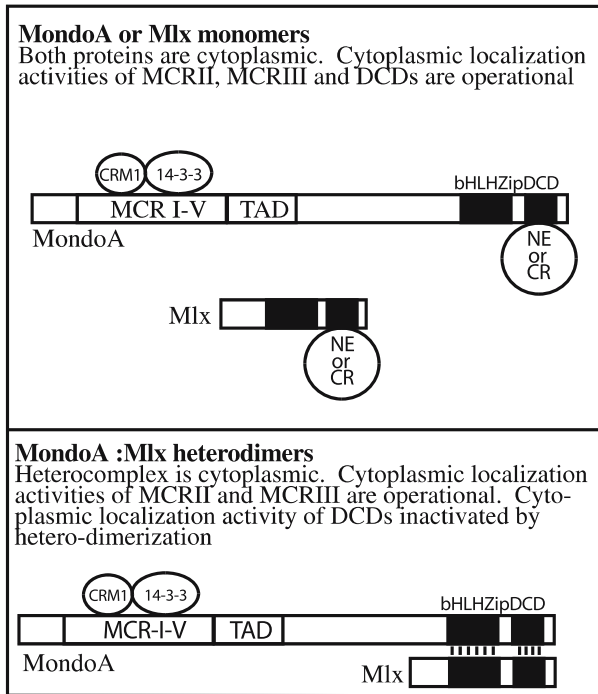 MondoA or Mlx monomers
Both proteins are cytoplasmic. Cytoplasmic localization
activities of MCRII, MCRIII and DCDs are operational
CRM1 14-3-3
bHLHZipDCD
MCR I-V TAD
MondoA
NE
or
CR
Mlx
NE
or
CR
MondoA :Mlx heterodimers
Heterocomplex is cytoplasmic. Cytoplasmic localization
activities of MCRII and MCRIII are operational. Cyto-
plasmic localization activity of DCDs inactivated by
hetero-dimerization
CRM1 14-3-3
bHLHZipDCD
MCR-I-V TAD
MondoA
Mlx